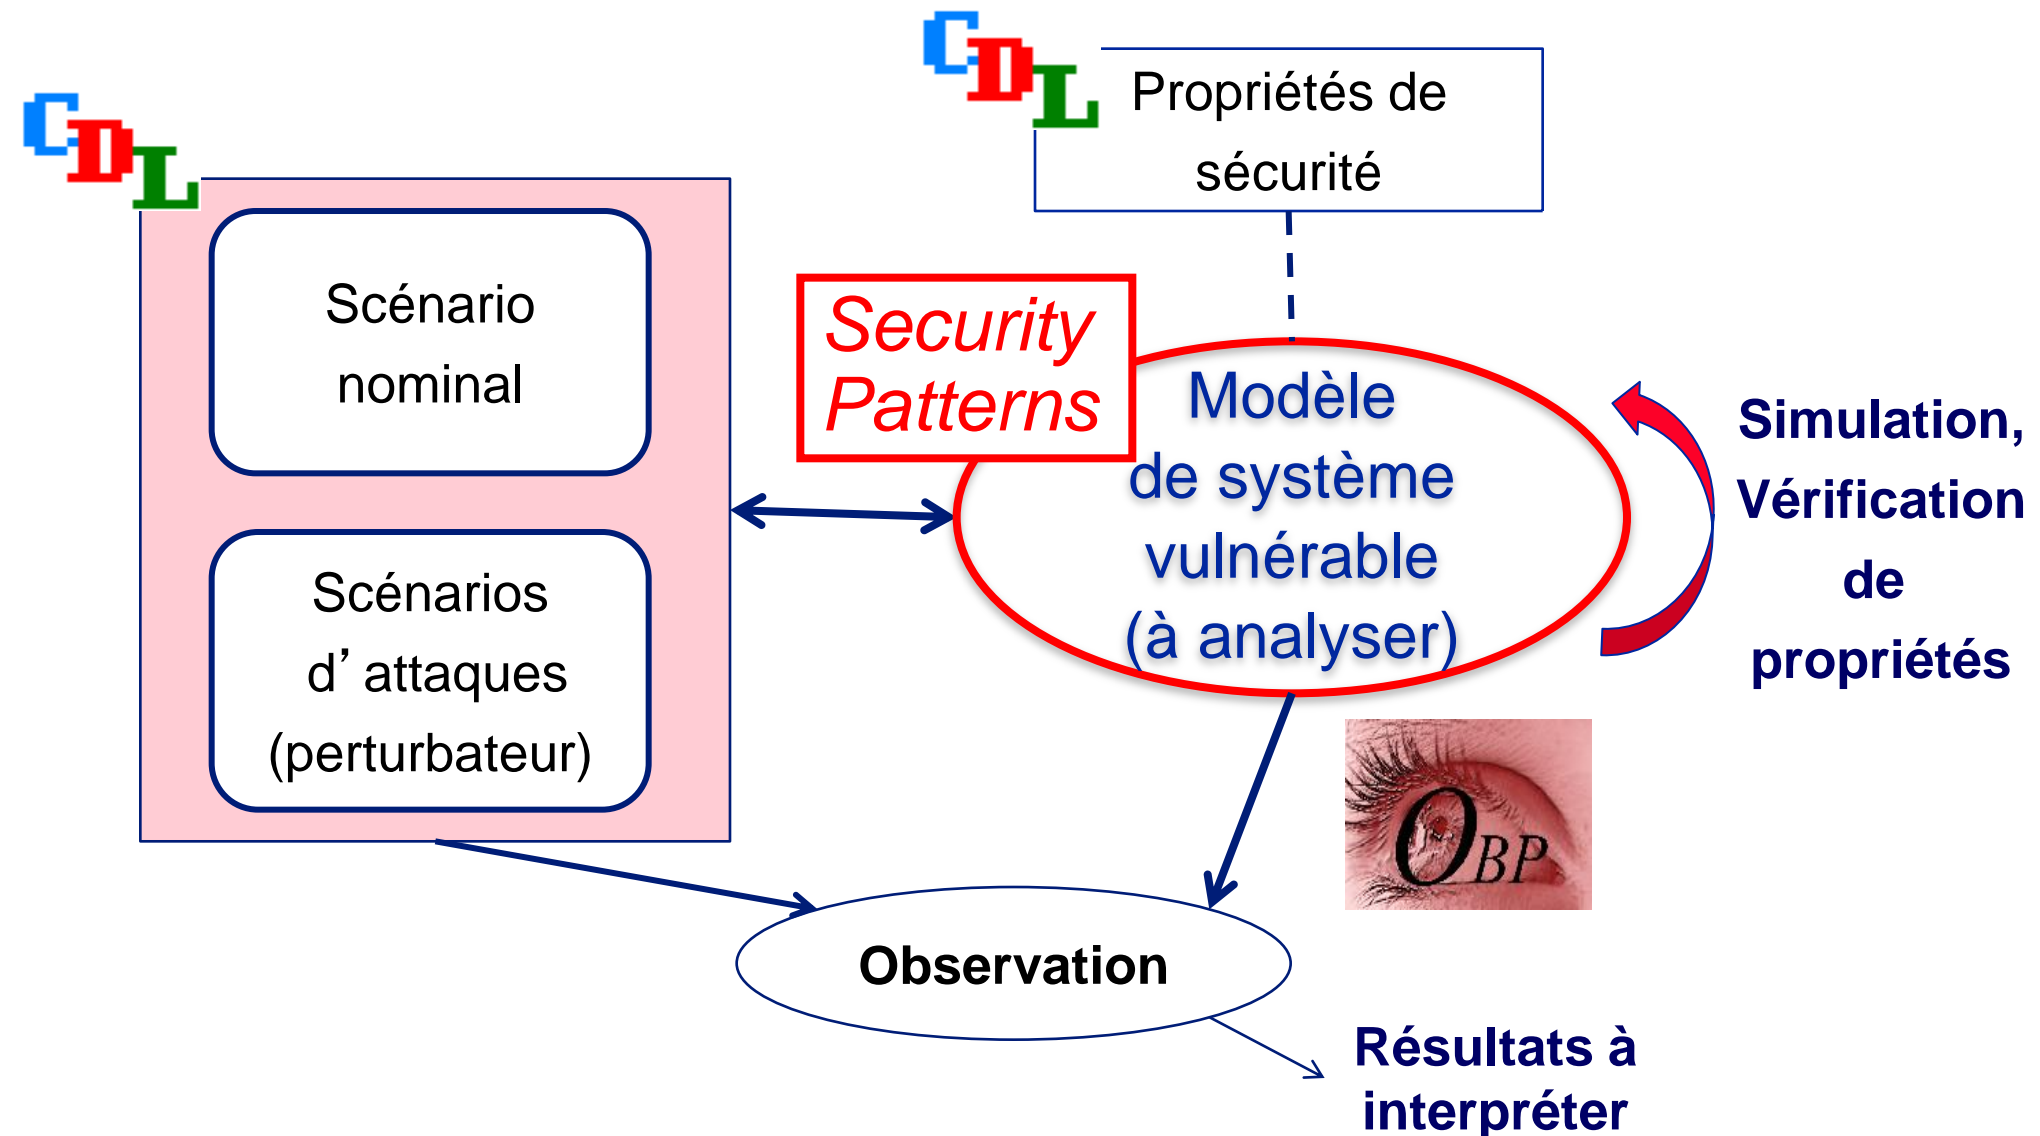 CDL
Propriétés de
sécurité
CDL
Scénario
nominal
Scénarios
d’ attaques
(perturbateur)
Security
Patterns
Modèle
de système
vulnérable
(à analyser)
Simulation,
Vérification
de
propriétés
OBP
Observation
Résultats à
interpréter